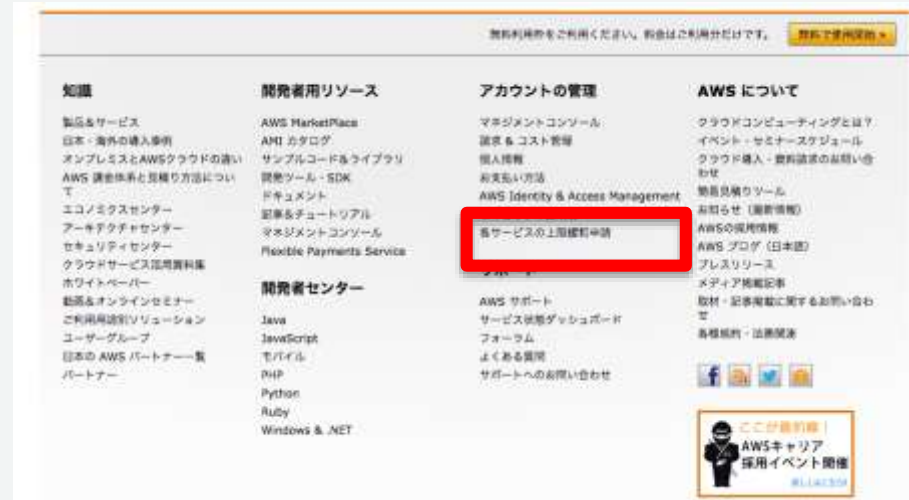 無料利用枠をご利用ください。料金はご利用分だけです。
無料で使用開始
知識
製品&サービス
日本・海外の導入事例
オンプレミスとAWSクラウドの違い
AWS 課金体系と見積り方法につい
て
エコノミクスセンター
アーキテクチャセンター
セキュリティセンター
クラウドサービス活用資料集
ホワイトペーパー
動画&オンラインセミナー
ご利用用途別ソリューション
ユーザーグループ
日本の AWS パートナー一覧
パートナー
開発者用リソース
AWS MarketPlace
AMI カタログ
サンプルコード&ライブラリ
開発ツール・SDK
ドキュメント
記事&チュートリアル
マネジメントコンソール
Flexible Payments Service
開発者センター
Java
JavaScript
モバイル
PHP
Python
Ruby
Windows & .NET
アカウントの管理
マネジメントコンソール
請求 & コスト管理
個人情報
お支払い方法
AWS Identity & Access Management
各サービスの上限緩和申請
サポート
AWS サポート
サービス状態ダッシュボード
フォーラム
よくある質問
サポートへのお問い合わせ
AWS について
クラウドコンピューティングとは?
イベント・セミナースケジュール
クラウド導入・資料請求のお問い合
わせ
簡易見積りツール
お知らせ(最新情報)
AWSの採用情報
AWS ブログ(日本語)
プレスリリース
メディア掲載記事
取材・記事掲載に関するお問い合わ
せ
各種規約・法務関連
ここが最前線!
AWSキャリア
採用イベント開催